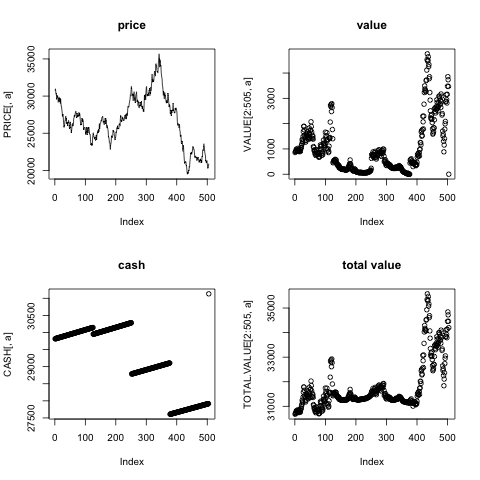 price
PRICE[, a]
20000 25000 30000 35000
0 100 200 300 400 500
Index
value
VALUE[2:505, a]
0 1000 3000
0 100 200 300 400 500
Index
cash
CASH[, a]
27500 29000 30500
0 100 200 300 400 500
Index
total value
TOTAL.VALUE[2:505, a]
31000 33000 35000
0 100 200 300 400 500
Index